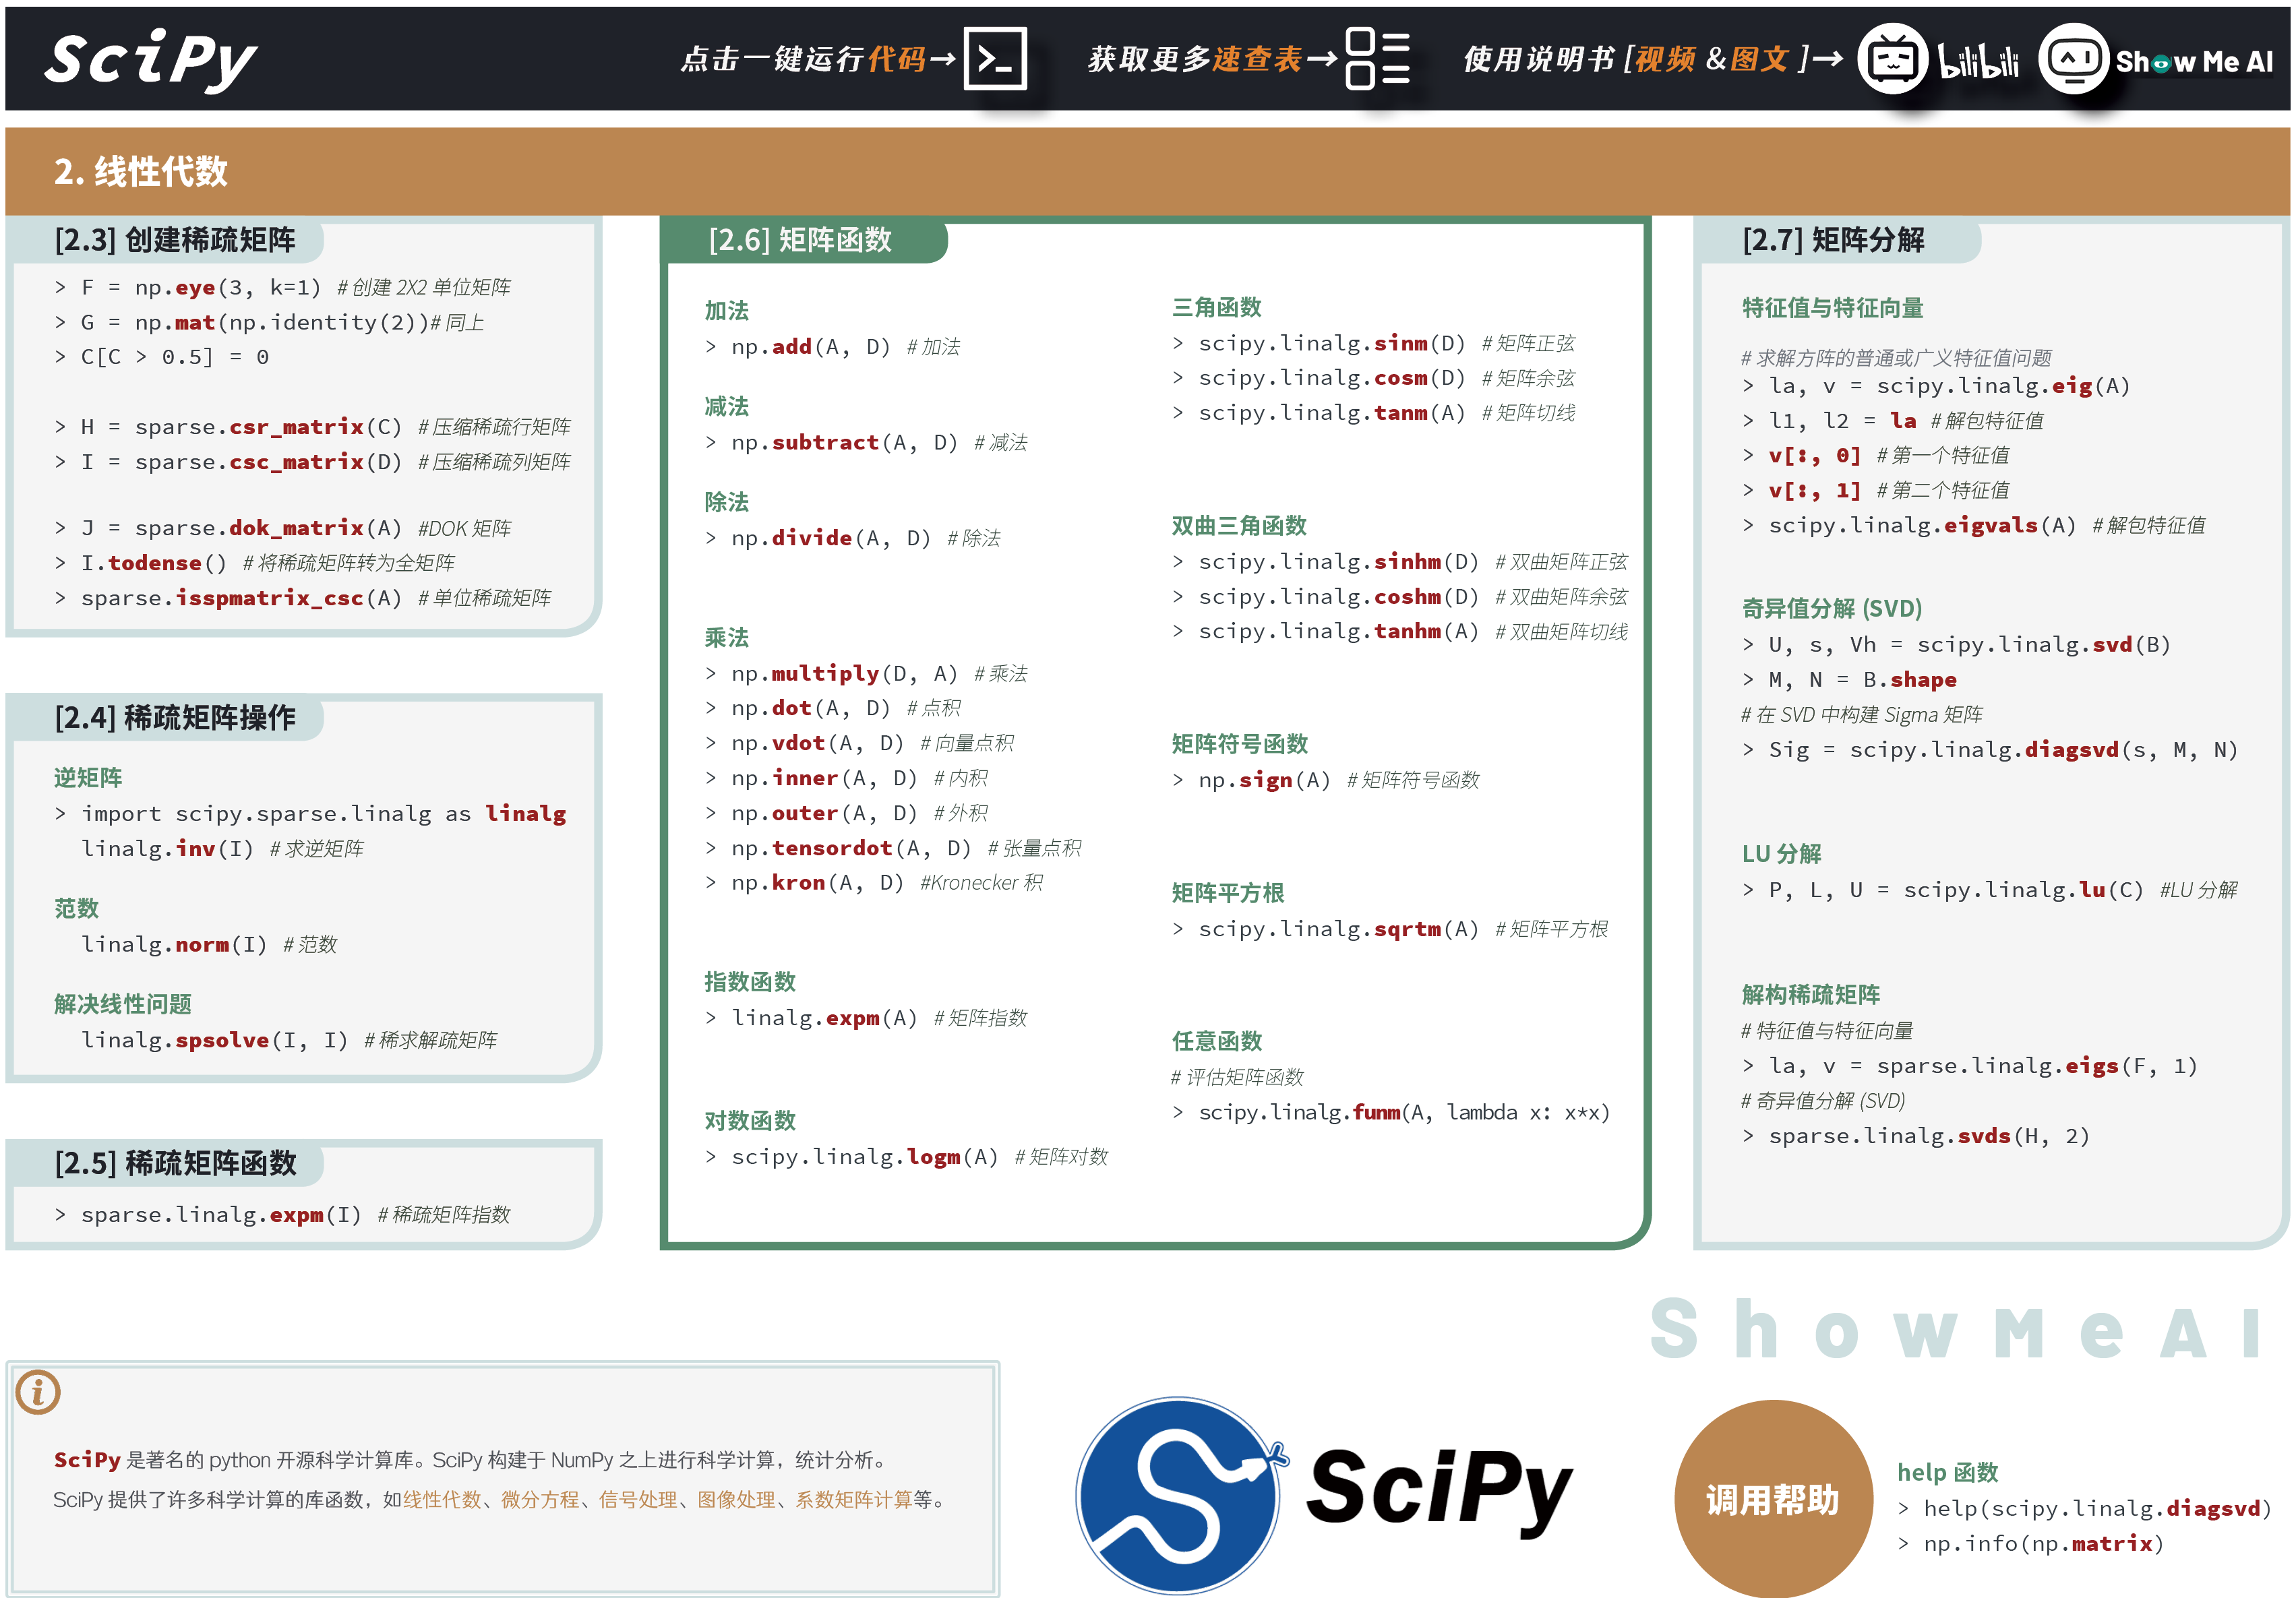 SciPy
点击一键运行代码→
获取更多速查表→
使用说明书 [视频 &图文 ]→
bilibili
Show Me AI
2. 线性代数
[2.3] 创建稀疏矩阵
> F = np.eye(3, k=1) #创建 2X2 单位矩阵
> G = np.mat(np.identity(2))#同上
> C[C > 0.5] = 0
> H = sparse.csr_matrix(C) #压缩稀疏行矩阵
> I = sparse.csc_matrix(D) #压缩稀疏列矩阵
> J = sparse.dok_matrix(A) #DOK 矩阵
> I.todense() #将稀疏矩阵转为全矩阵
> sparse.isspmatrix_csc(A) #单位稀疏矩阵
[2.4] 稀疏矩阵操作
逆矩阵
> import scipy.sparse.linalg as linalg
linalg.inv(I) #求逆矩阵
范数
linalg.norm(I) #范数
解决线性问题
linalg.spsolve(I, I) #稀求解疏矩阵
[2.5] 稀疏矩阵函数
> sparse.linalg.expm(I) #稀疏矩阵指数
[2.6] 矩阵函数
加法
> np.add(A, D) #加法
减法
> np.subtract(A, D) #减法
除法
> np.divide(A, D) #除法
乘法
> np.multiply(D, A) #乘法
> np.dot(A, D) #点积
> np.vdot(A, D) #向量点积
> np.inner(A, D) #内积
> np.outer(A, D) #外积
> np.tensordot(A, D) #张量点积
> np.kron(A, D) #Kronecker 积
指数函数
> linalg.expm(A) #矩阵指数
对数函数
> scipy.linalg.logm(A) #矩阵对数
三角函数
> scipy.linalg.sinm(D) #矩阵正弦
> scipy.linalg.cosm(D) #矩阵余弦
> scipy.linalg.tanm(A) #矩阵切线
双曲三角函数
> scipy.linalg.sinhm(D) #双曲矩阵正弦
> scipy.linalg.coshm(D) #双曲矩阵余弦
> scipy.linalg.tanhm(A) #双曲矩阵切线
矩阵符号函数
> np.sign(A) #矩阵符号函数
矩阵平方根
> scipy.linalg.sqrtm(A) #矩阵平方根
任意函数
#评估矩阵函数
> scipy.linalg.funm(A, lambda x: x*x)
[2.7] 矩阵分解
特征值与特征向量
#求解方阵的普通或广义特征值问题
> la, v = scipy.linalg.eig(A)
> l1, l2 = la #解包特征值
> v[:, 0] #第一个特征值
> v[:, 1] #第二个特征值
> scipy.linalg.eigvals(A) #解包特征值
奇异值分解 (SVD)
> U, s, Vh = scipy.linalg.svd(B)
> M, N = B.shape
#在 SVD 中构建 Sigma 矩阵
> Sig = scipy.linalg.diagsvd(s, M, N)
LU 分解
> P, L, U = scipy.linalg.lu(C) #LU 分解
解构稀疏矩阵
#特征值与特征向量
> la, v = sparse.linalg.eigs(F, 1)
#奇异值分解 (SVD)
> sparse.linalg.svds(H, 2)
ShowMeAI
i
SciPy 是著名的 python 开源科学计算库。SciPy 构建于 NumPy 之上进行科学计算，统计分析。
SciPy 提供了许多科学计算的库函数，如线性代数、微分方程、信号处理、图像处理、系数矩阵计算等。
SciPy
调用帮助
help 函数
> help(scipy.linalg.diagsvd)
> np.info(np.matrix)